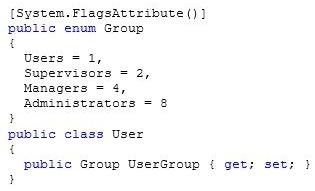 [System.FlagsAttribute()]
public enum Group
{
  Users = 1,
  Supervisors = 2,
  Managers = 4,
  Administrators = 8
}
public class User
{
  public Group UserGroup { get; set; }
}